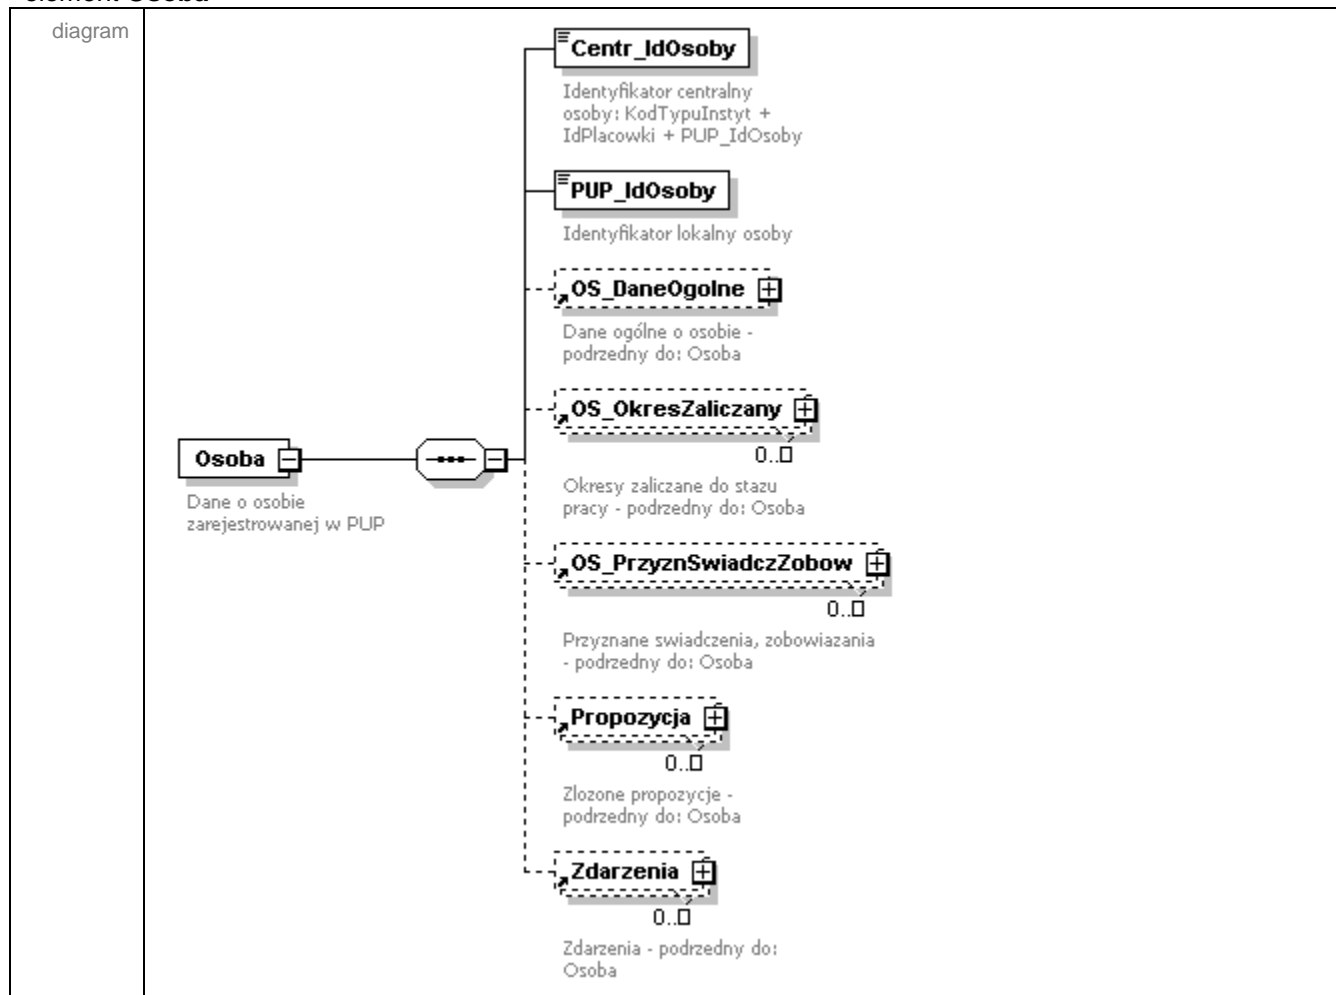 element Osoba
diagram
Centr_IdOsoby
Identyfikator centralny
osoby: KodTypuInstyt +
IdPlacowki + PUP_IdOsoby
PUP_IdOsoby
Identyfikator lokalny osoby
OS_DaneOgolne
Dane ogólne o osobie -
podrzedny do: Osoba
OS_OkresZaliczany
0..□
Okresy zaliczane do stazu
pracy - podrzedny do: Osoba
Osoba
Dane o osobie
zarejestrowanej w PUP
OS_PrzyznSwiadczZobow
0..□
Przyznane swiadczenia, zobowiazania
- podrzedny do: Osoba
Propozycja
0..□
Zlozone propozycje -
podrzedny do: Osoba
Zdarzenia
0..□
Zdarzenia - podrzedny do:
Osoba